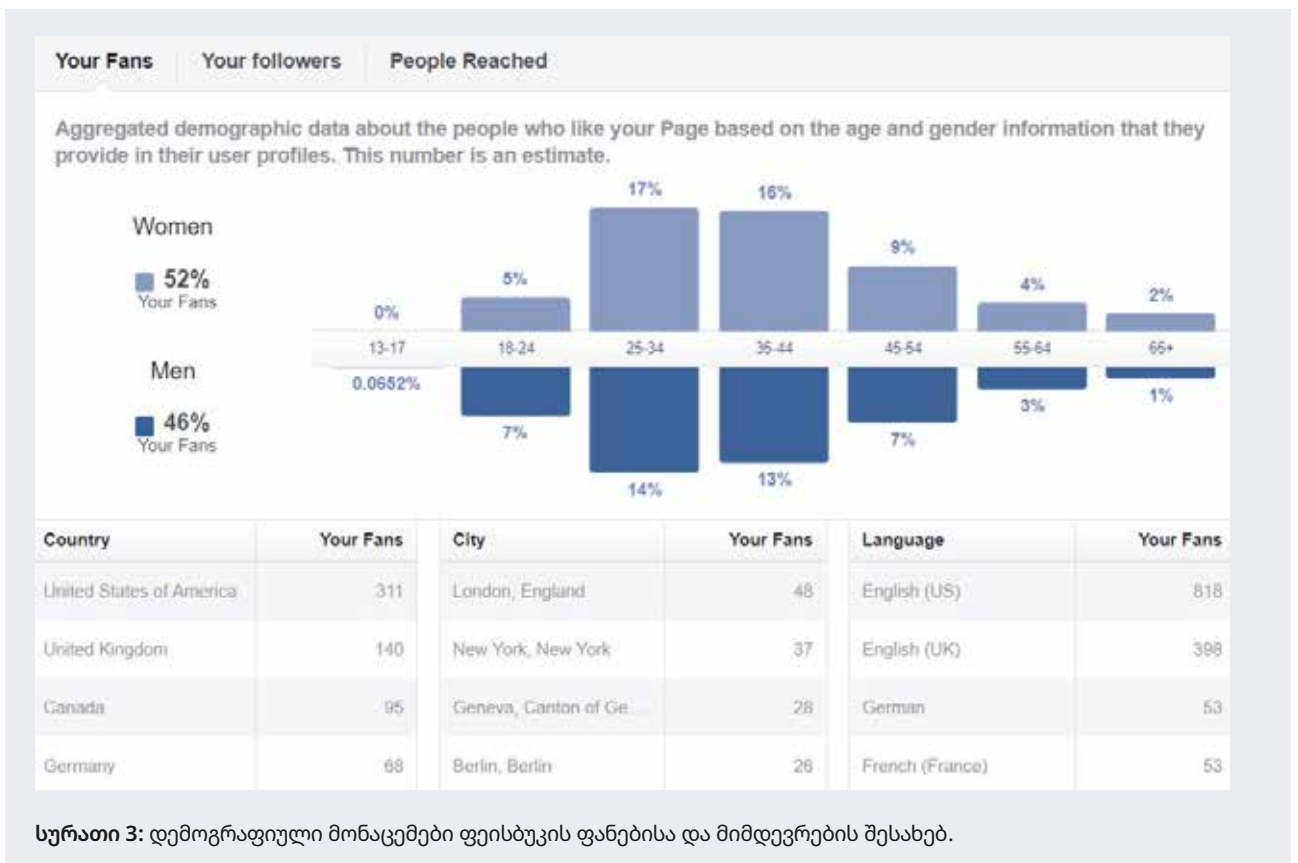 Your Fans Your followers People Reached
Aggregated demographic data about the people who like your Page based on the age and gender information that they
provide in their user profiles. This number is an estimate.
Women
52%
Your Fans
Men
46%
Your Fans
0% 5% 17% 16% 9% 4% 2%
13-17 18-24 25-34 35-44 45-54 55-64 65+
0.0652% 7% 14% 13% 7% 3% 1%
Country Your Fans City Your Fans Language Your Fans
United States of America 311 London, England 48 English (US) 818
United Kingdom 140 New York, New York 37 English (UK) 398
Canada 95 Geneva, Canton of Ge... 28 German 53
Germany 68 Berlin, Berlin 26 French (France) 53
სურათი 3: დემოგრაფიული მონაცემები ფეისბუკის ფანებისა და მიმდევრების შესახებ.